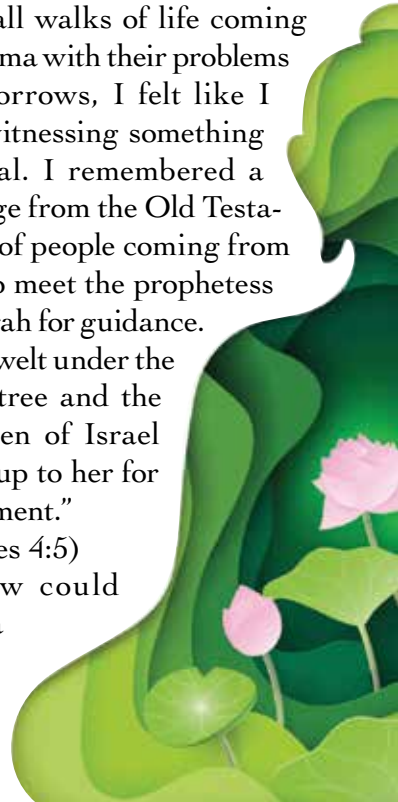 all walks of life coming
ma with their problems
orrows, I felt like I
witnessing something
al. I remembered a
ge from the Old Testa-
of people coming from
o meet the prophetess
rah for guidance.
welt under the
tree and the
en of Israel
up to her for
ment."
es 4:5)
w could